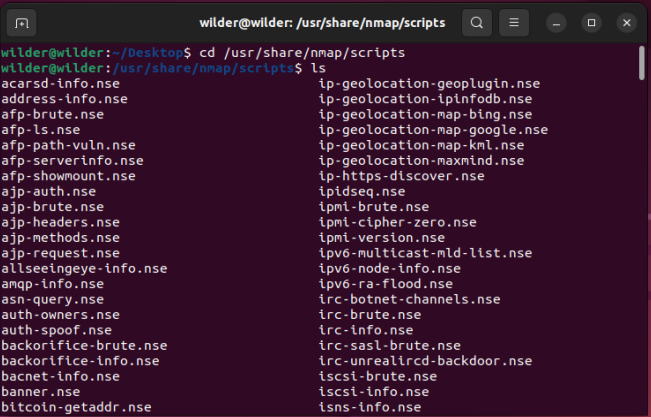 wilder@wilder: /usr/share/nmap/scripts
wilder@wilder:~/Desktop$ cd /usr/share/nmap/scripts
wilder@wilder:/usr/share/nmap/scripts$ ls
acarsd-info.nse ip-geolocation-geoplugin.nse
address-info.nse ip-geolocation-ipinfodb.nse
afp-brute.nse ip-geolocation-map-bing.nse
afp-ls.nse ip-geolocation-map-google.nse
afp-path-vuln.nse ip-geolocation-map-kml.nse
afp-serverinfo.nse ip-geolocation-maxmind.nse
afp-showmount.nse ip-https-discover.nse
ajp-auth.nse ipidseq.nse
ajp-brute.nse ipmi-brute.nse
ajp-headers.nse ipmi-cipher-zero.nse
ajp-methods.nse ipmi-version.nse
ajp-request.nse ipv6-multicast-mld-list.nse
allseeingeye-info.nse ipv6-node-info.nse
amqp-info.nse ipv6-ra-flood.nse
asn-query.nse irc-botnet-channels.nse
auth-owners.nse irc-brute.nse
auth-spoof.nse irc-info.nse
backorifice-brute.nse irc-sasl-brute.nse
backorifice-info.nse irc-unrealircd-backdoor.nse
bacnet-info.nse iscsi-brute.nse
banner.nse iscsi-info.nse
bitcoin-getaddr.nse isns-info.nse